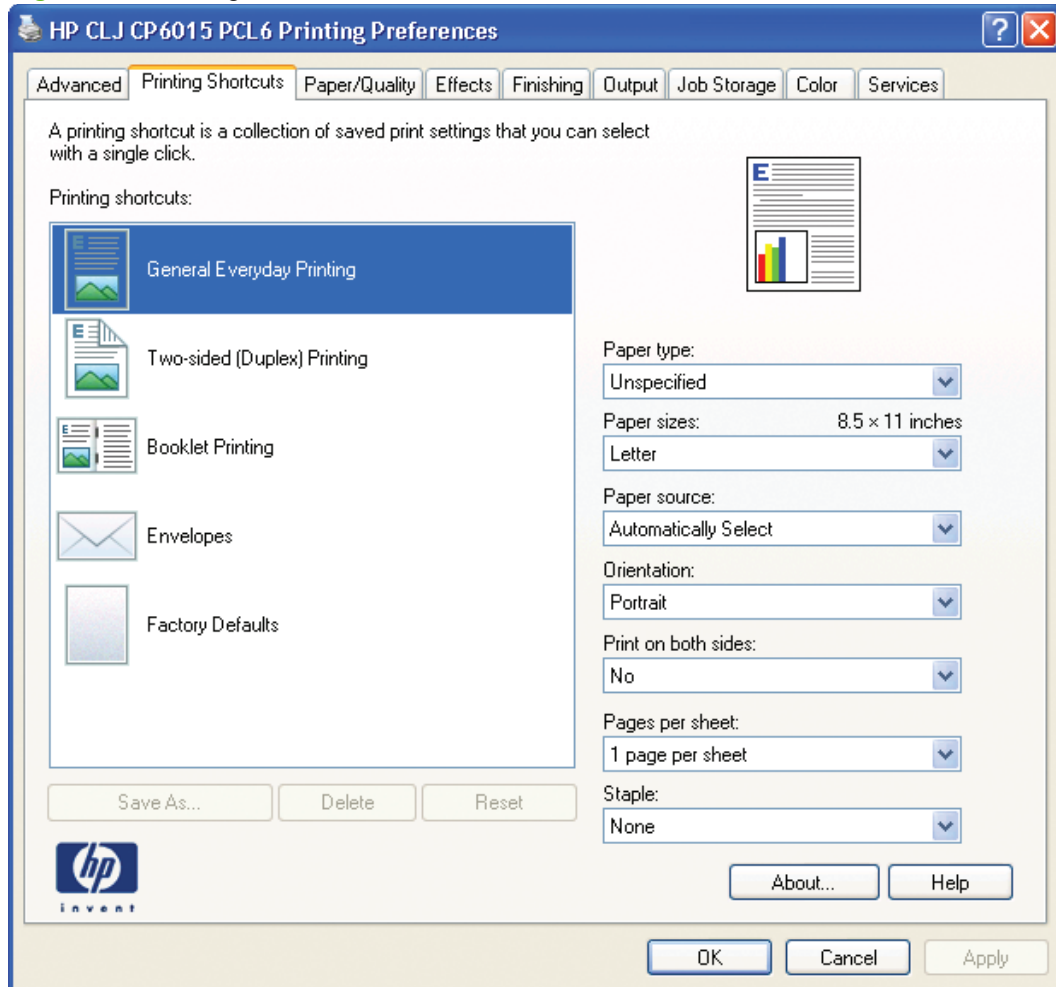 HP CLJ CP6015 PCL6 Printing Preferences
Advanced Printing Shortcuts Paper/Quality Effects Finishing Output Job Storage Color Services
A printing shortcut is a collection of saved print settings that you can select
with a single click.
Printing shortcuts:
E
General Everyday Printing
E
Two-sided (Duplex) Printing
E
Booklet Printing
Envelopes
Factory Defaults
Save As... Delete Reset
hp
invent
E
Paper type:
Unspecified
Paper sizes: 8.5 × 11 inches
Letter
Paper source:
Automatically Select
Orientation:
Portrait
Print on both sides:
No
Pages per sheet:
1 page per sheet
Staple:
None
About... Help
OK Cancel Apply